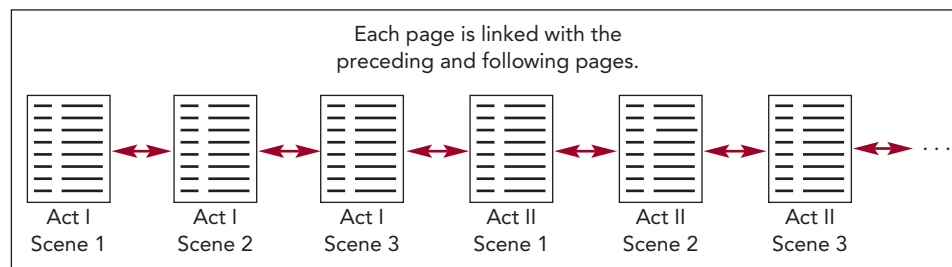 Each page is linked with the
preceding and following pages.
. . .
Act I
Scene 1
Act I
Scene 2
Act I
Scene 3
Act II
Scene 1
Act II
Scene 2
Act II
Scene 3